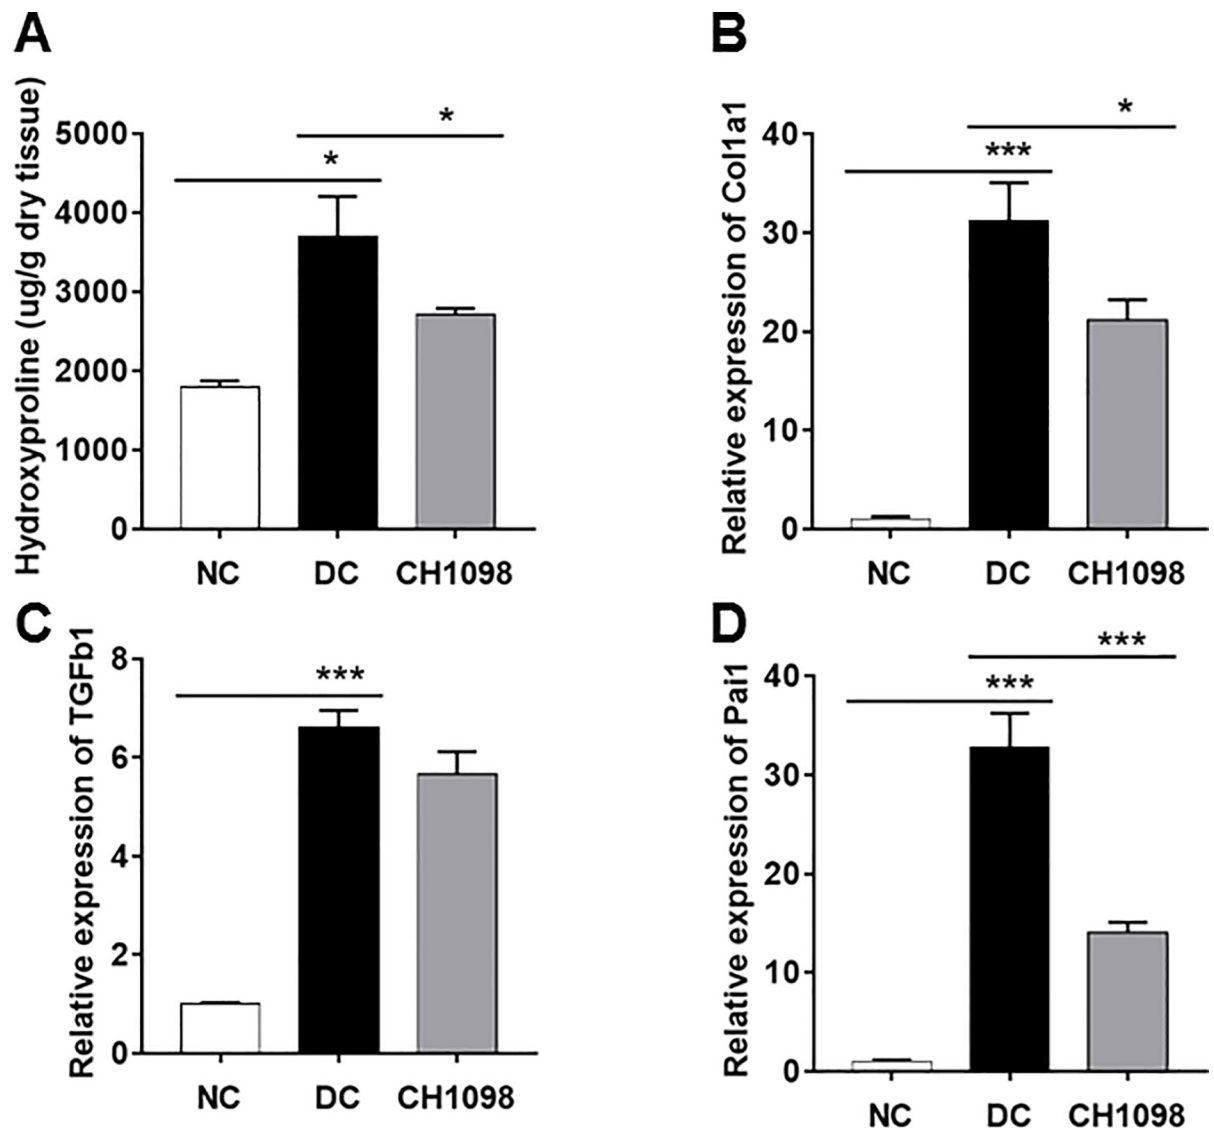 A
Hydroxyproline (ug/g dry tissue)
5000
4000
3000
2000
1000
0
*
*
NC DC CH1098
B
Relative expression of Col1a1
40
30
20
10
0
***
*
NC DC CH1098
C
Relative expression of TGFb1
8
6
4
2
0
***
NC DC CH1098
D
Relative expression of Pai1
40
30
20
10
0
***
***
NC DC CH1098